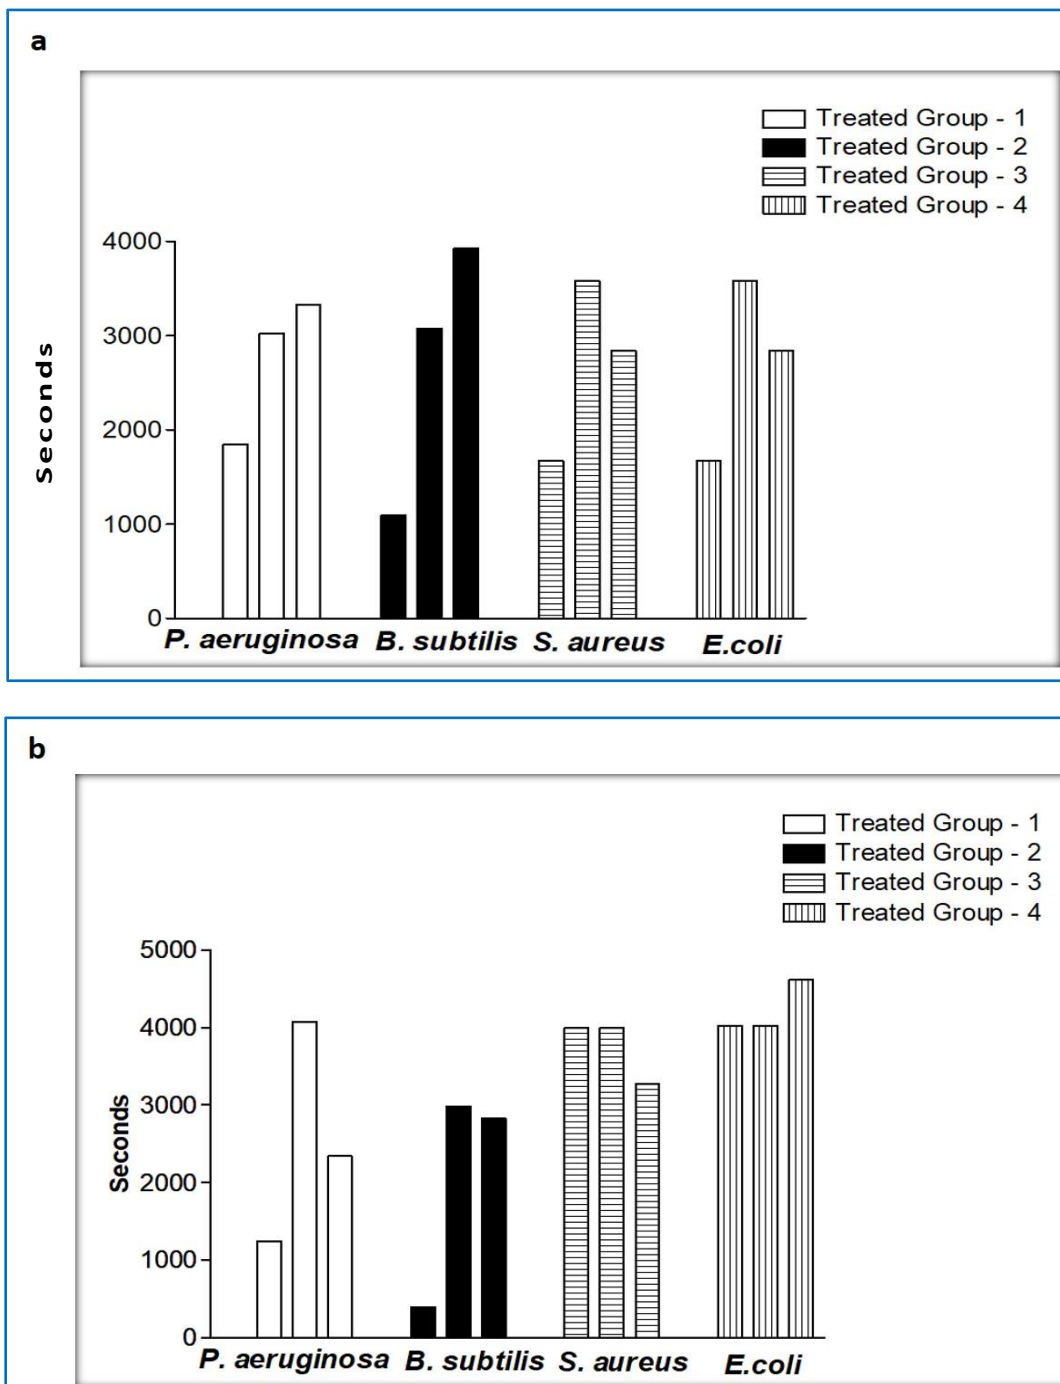 a
Treated Group - 1
Treated Group - 2
Treated Group - 3
Treated Group - 4
4000
3000
2000
1000
0
Seconds
P. aeruginosa B. subtilis S. aureus E.coli
b
Treated Group - 1
Treated Group - 2
Treated Group - 3
Treated Group - 4
5000
4000
3000
2000
1000
0
Seconds
P. aeruginosa B. subtilis S. aureus E.coli